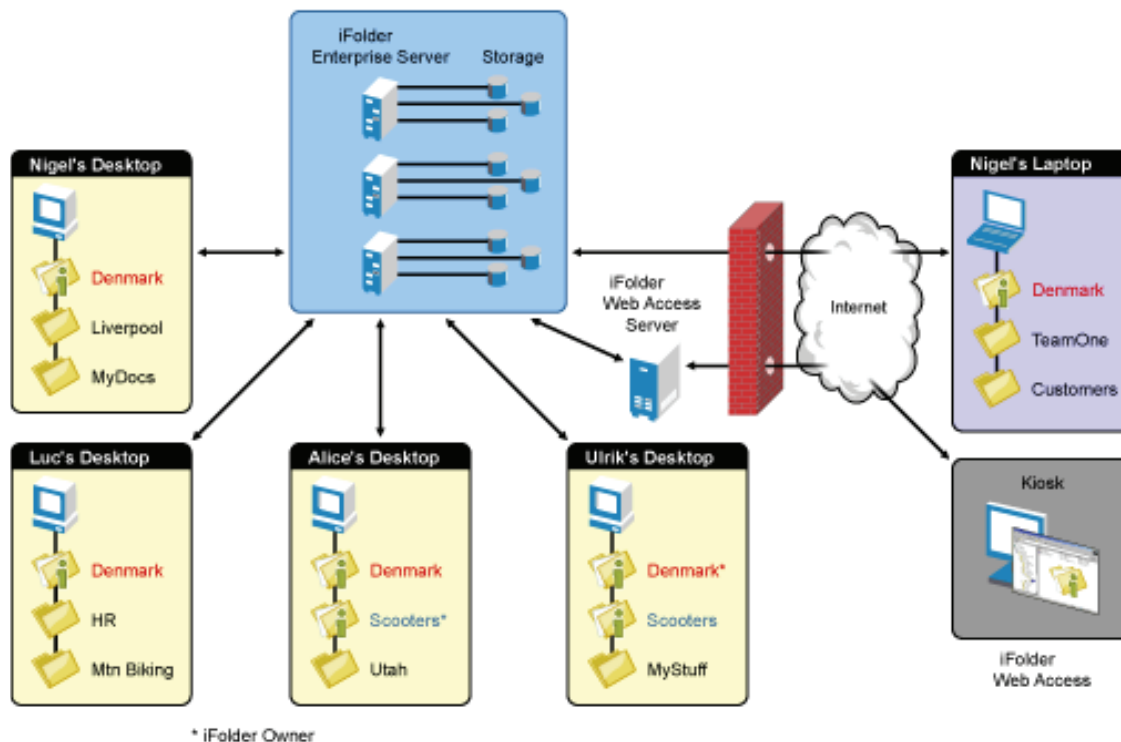 iFolder
Enterprise Server
Storage
Nigel's Desktop
Denmark
Liverpool
MyDocs
iFolder
Web Access
Server
Internet
Nigel's Laptop
Denmark
TeamOne
Customers
Luc's Desktop
Denmark
HR
Mtn Biking
Alice's Desktop
Denmark
Scooters*
Utah
Ulrik's Desktop
Denmark*
Scooters
MyStuff
Kiosk
iFolder
Web Access
* iFolder Owner